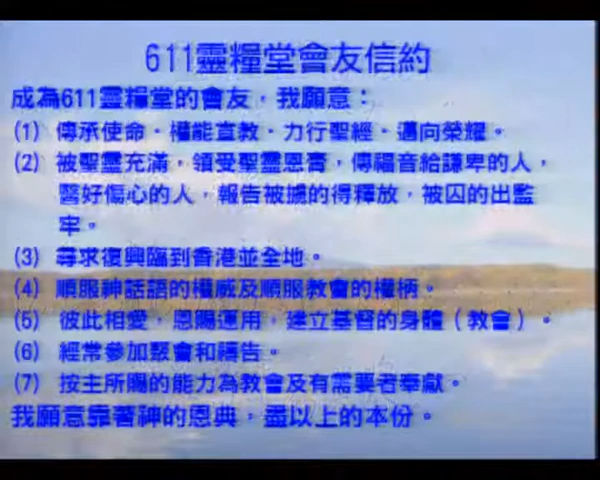 611靈糧堂會友信約
成為611靈糧堂的會友，我願意：
(1) 傳承使命。權能宣教。力行聖經。邁向榮耀。
(2) 被聖靈充滿，領受聖靈恩膏，傳福音給謙卑的人，
醫好傷心的人，報告被擄的得釋放，被囚的出監
牢。
(3) 尋求復興臨到香港並全地。
(4) 順服神話語的權威及順服教會的權柄。
(5) 彼此相愛，恩賜運用，建立基督的身體（教會）。
(6) 經常參加聚會和禱告。
(7) 按主所賜的能力為教會及有需要者奉獻。
我願意靠著神的恩典，盡以上的本份。